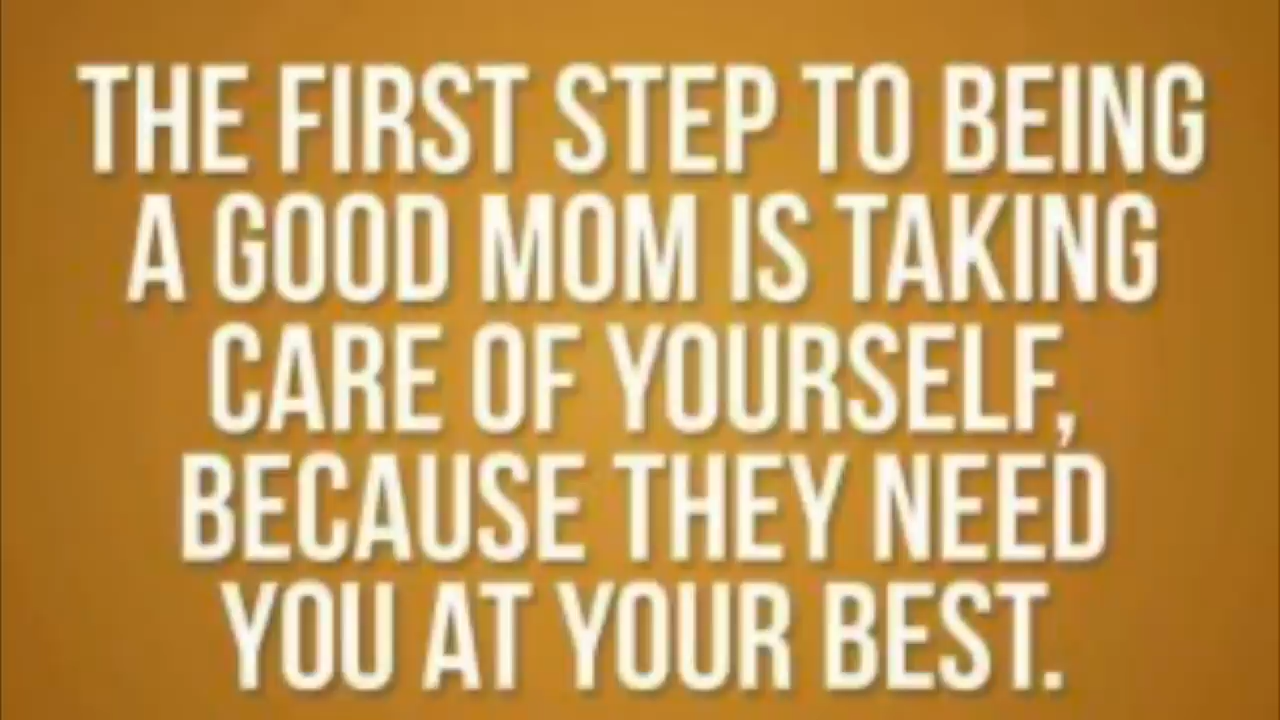 THE FIRST STEP TO BEING
A GOOD MOM IS TAKING
CARE OF YOURSELF,
BECAUSE THEY NEED
YOU AT YOUR BEST.